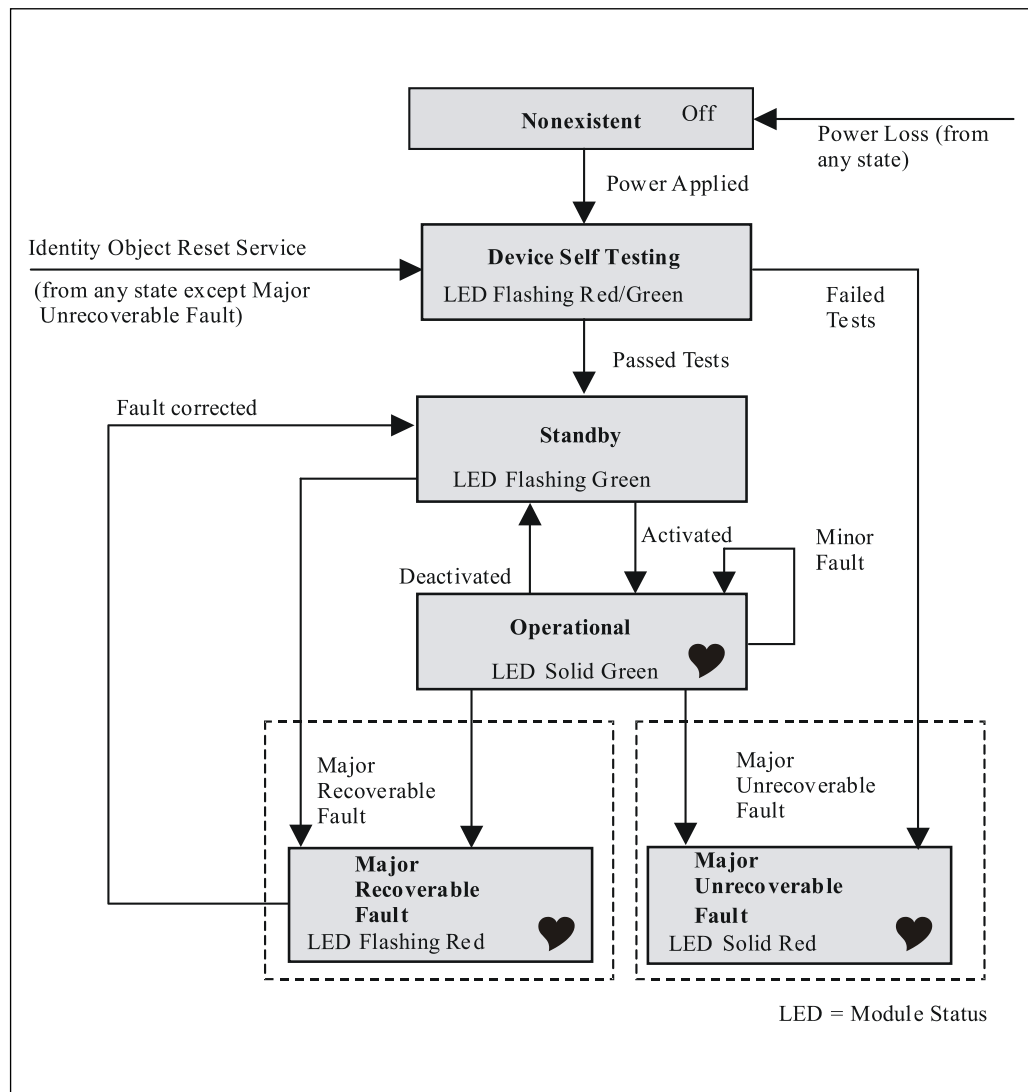 Nonexistent Off
Power Loss (from
any state)
Power Applied
Identity Object Reset Service
(from any state except Major
Unrecoverable Fault)
Device Self Testing
LED Flashing Red/Green
Failed
Tests
Passed Tests
Fault corrected
Standby
LED Flashing Green
Activated
Deactivated
Minor
Fault
Operational
LED Solid Green
Major
Recoverable
Fault
Major
Unrecoverable
Fault
Major
Recoverable
Fault
LED Flashing Red
Major
Unrecoverable
Fault
LED Solid Red
LED = Module Status